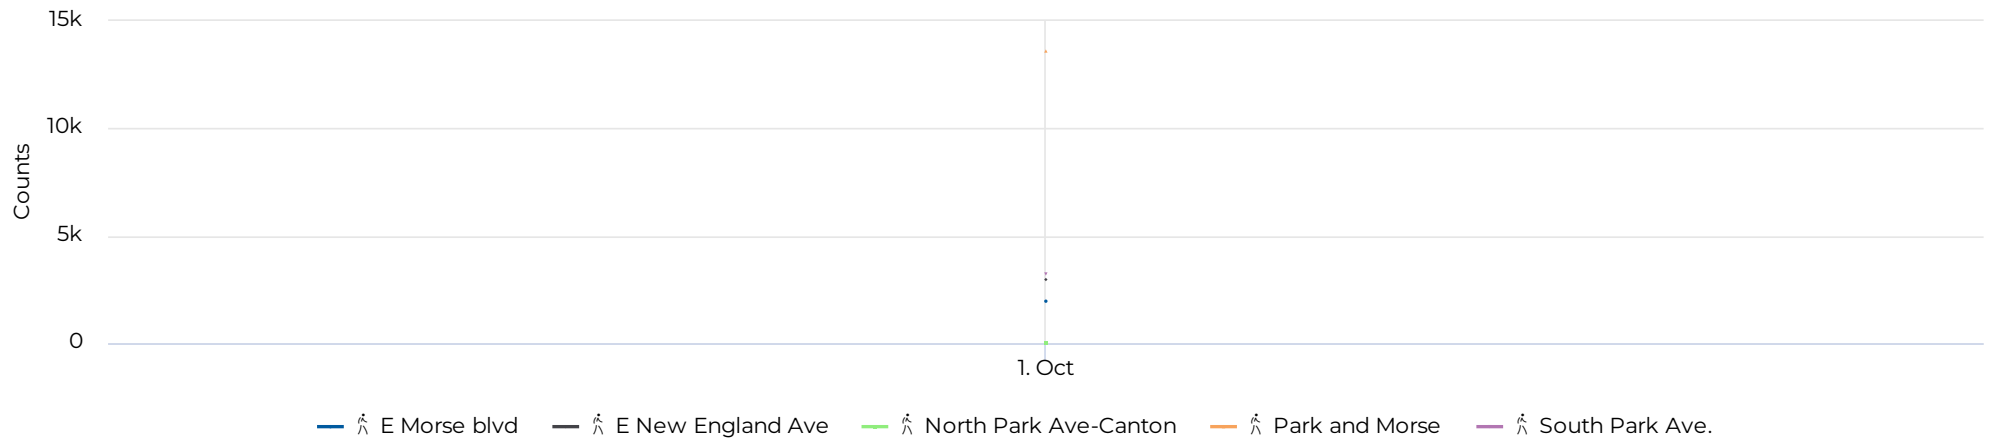 15k
10k
5k
0
Counts
1. Oct
E Morse blvd E New England Ave North Park Ave-Canton Park and Morse South Park Ave.